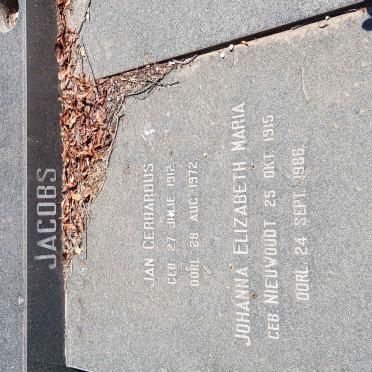 JACOBS
JAN GERHARDUS
GEB 27 JULIE 1912
OORL. 28 AUG. 1972
JOHANNA ELIZABETH MARIA
GEB. NIEUWOUDT 25 OKT. 1915
OORL. 24 SEPT. 1986.